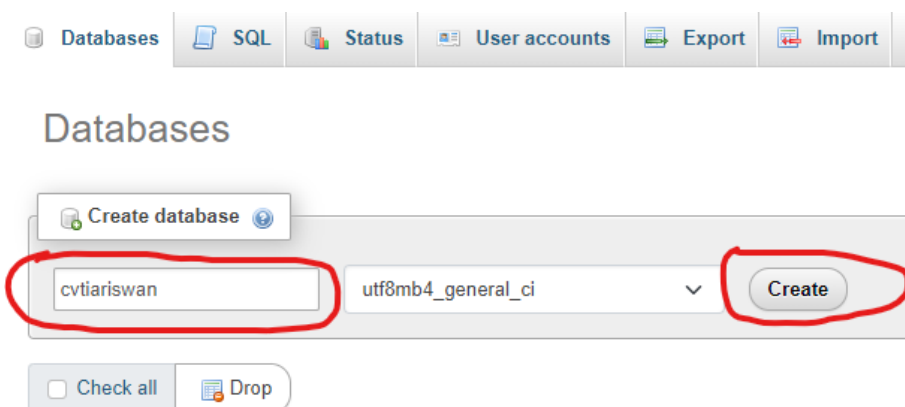 Databases SQL Status User accounts Export Import
Databases
Create database
cvtiariswan utf8mb4_general_ci Create
Check all Drop